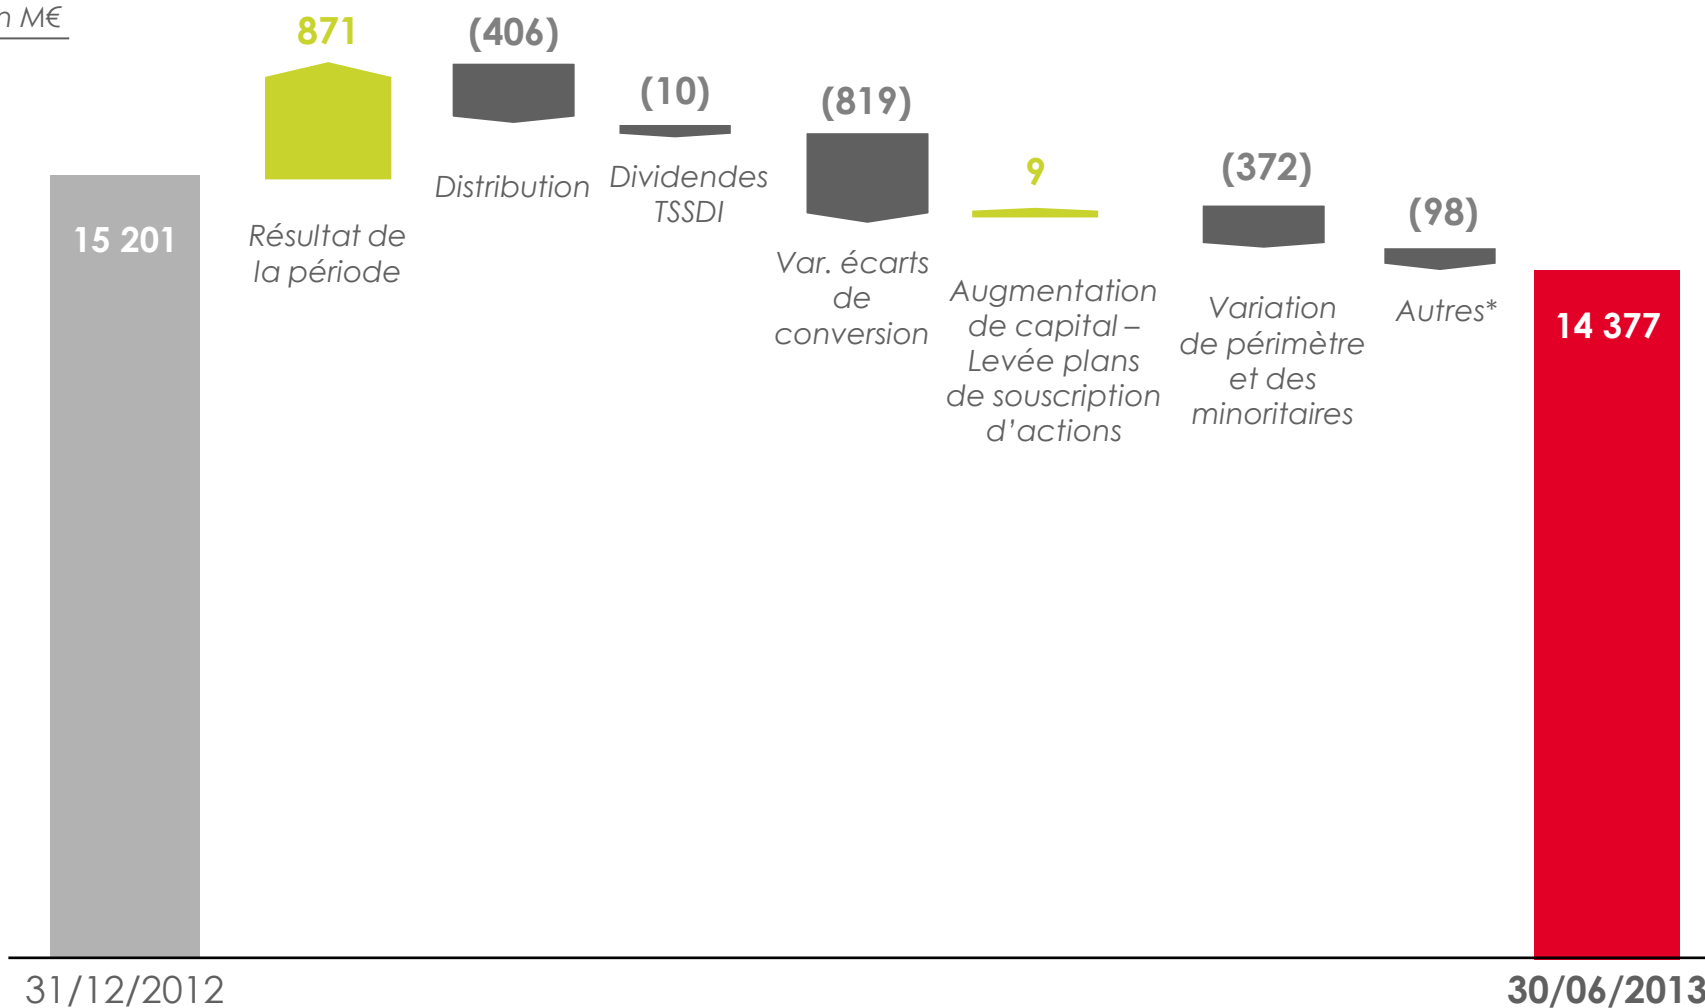 n M€
871
(406)
(10)
(819)
9
(372)
(98)
15 201
Résultat de
la période
Distribution
Dividendes
TSSDI
Var. écarts
de
conversion
Augmentation
de capital –
Levée plans
de souscription
d’actions
Variation
de périmètre
et des
minoritaires
Autres*
14 377
31/12/2012
30/06/2013